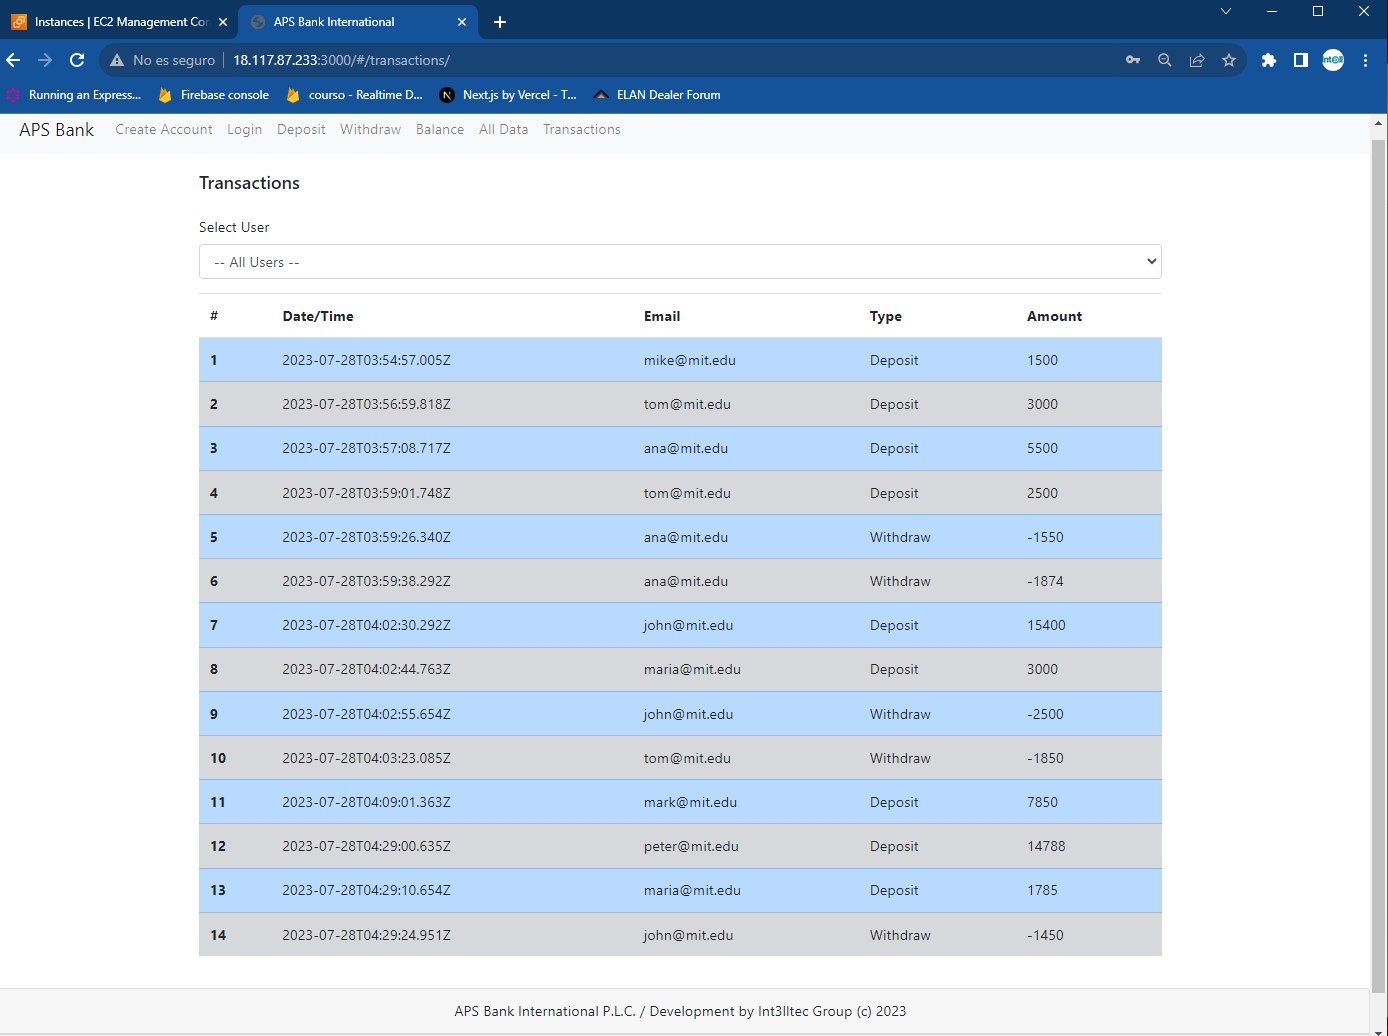 Instances | EC2 Management Cor
APS Bank International
No es seguro 18.117.87.233:3000/#/transactions/
Running an Express... Firebase console courso - Realtime D... Next.js by Vercel - T... ELAN Dealer Forum
APS Bank Create Account Login Deposit Withdraw Balance All Data Transactions
Transactions
Select User
-- All Users --
# Date/Time Email Type Amount
1 2023-07-28T03:54:57.005Z mike@mit.edu Deposit 1500
2 2023-07-28T03:56:59.818Z tom@mit.edu Deposit 3000
3 2023-07-28T03:57:08.717Z ana@mit.edu Deposit 5500
4 2023-07-28T03:59:01.748Z tom@mit.edu Deposit 2500
5 2023-07-28T03:59:26.340Z ana@mit.edu Withdraw -1550
6 2023-07-28T03:59:38.292Z ana@mit.edu Withdraw -1874
7 2023-07-28T04:02:30.292Z john@mit.edu Deposit 15400
8 2023-07-28T04:02:44.763Z maria@mit.edu Deposit 3000
9 2023-07-28T04:02:55.654Z john@mit.edu Withdraw -2500
10 2023-07-28T04:03:23.085Z tom@mit.edu Withdraw -1850
11 2023-07-28T04:09:01.363Z mark@mit.edu Deposit 7850
12 2023-07-28T04:29:00.635Z peter@mit.edu Deposit 14788
13 2023-07-28T04:29:10.654Z maria@mit.edu Deposit 1785
14 2023-07-28T04:29:24.951Z john@mit.edu Withdraw -1450
APS Bank International P.L.C. / Development by Int3lltec Group (c) 2023